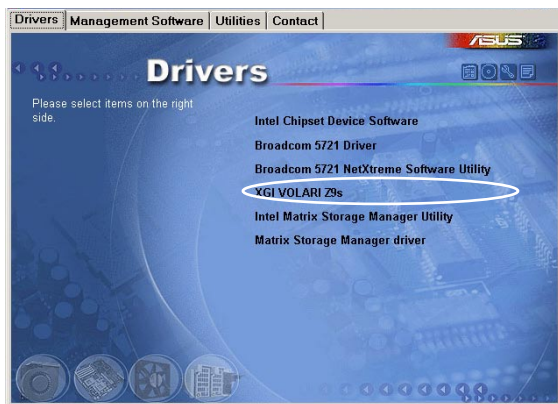 Drivers Management Software Utilities Contact
ASUS
Drivers
Please select items on the right
side.
Intel Chipset Device Software
Broadcom 5721 Driver
Broadcom 5721 NetXtreme Software Utility
XGI VOLARI Z9s
Intel Matrix Storage Manager Utility
Matrix Storage Manager driver